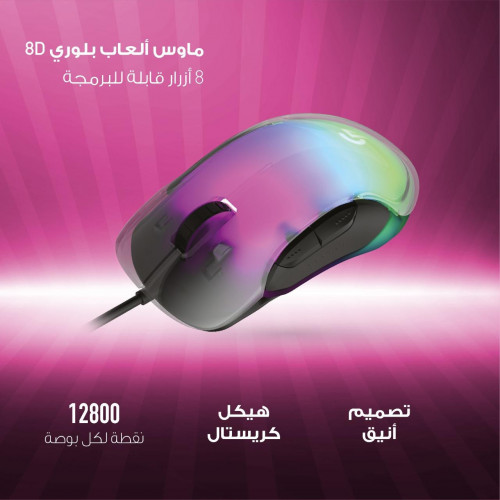 ماوس ألعاب بلوري 8D
8 أزرار قابلة للبرمجة
تصميم
أنيق
هيكل
كريستال
12800
نقطة لكل بوصة